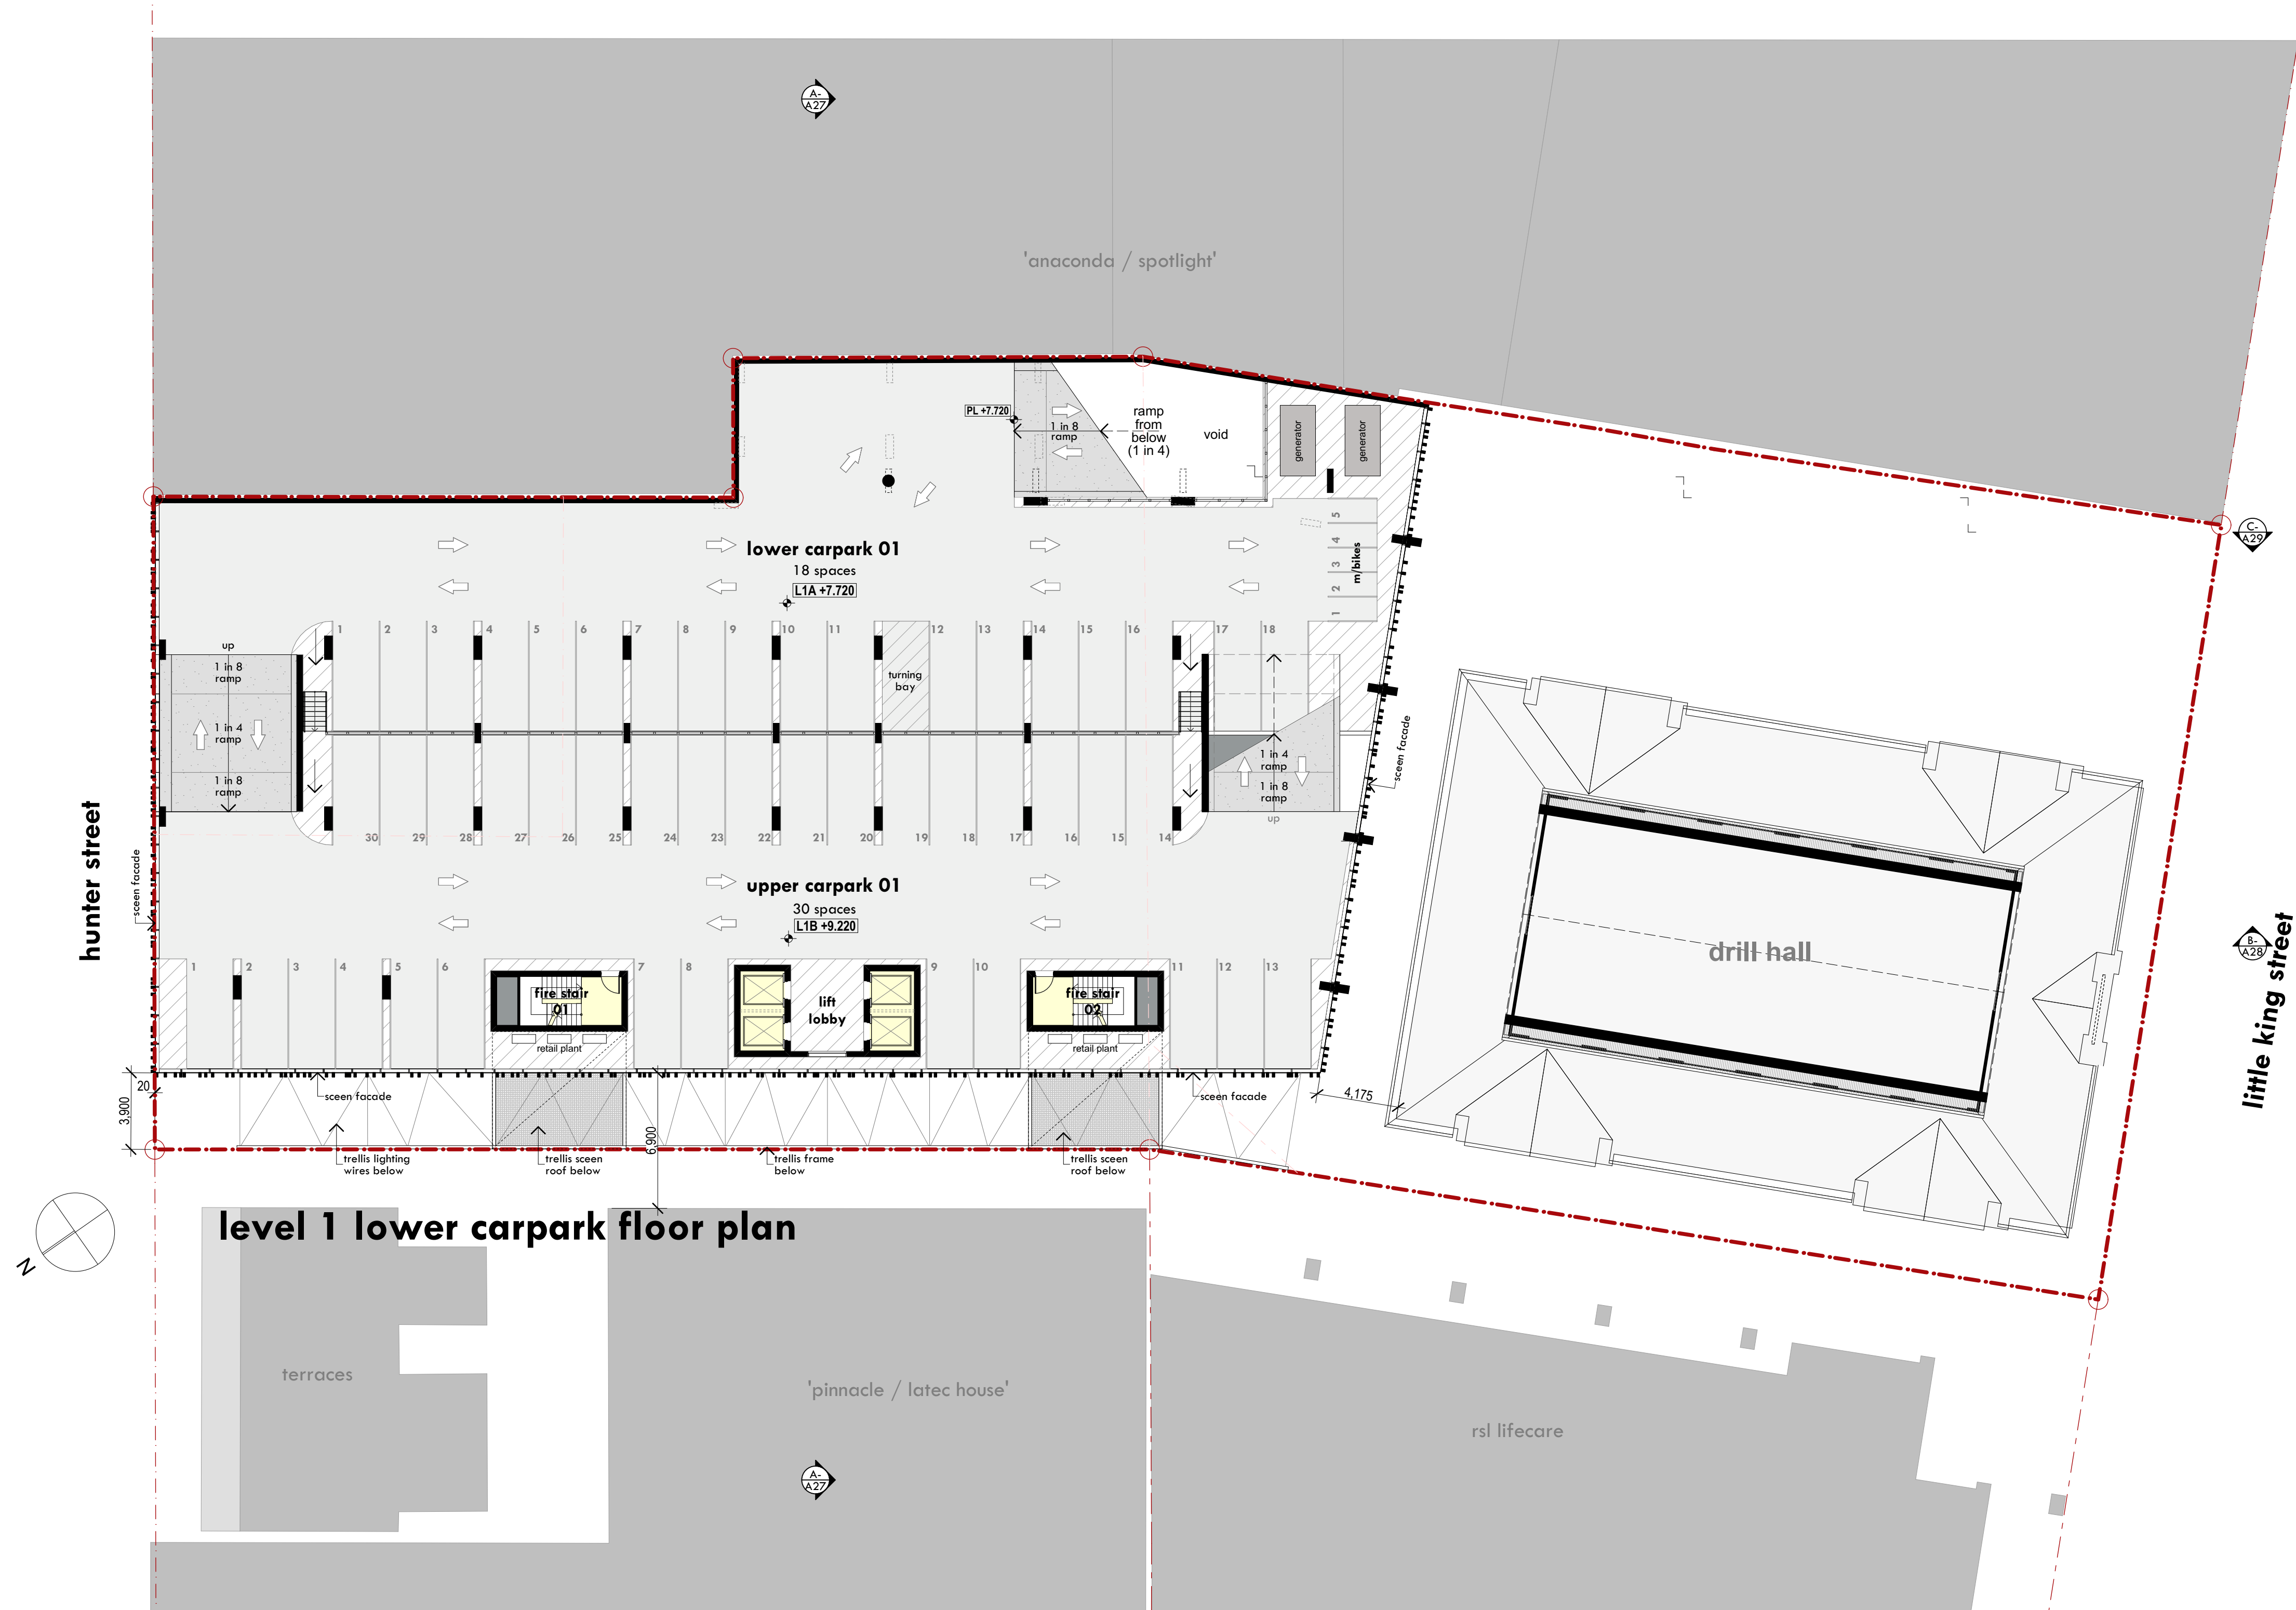 A-
A27
'anaconda / spotlight'
PL +7.720
1 in 8
ramp
ramp
from
below
(1 in 4)
void
generator
generator
C-
A29
lower carpark 01
18 spaces
L1A +7.720
5
4
3
2
1
m/bikes
1
2
3
4
5
6
7
8
9
10
11
12
13
14
15
16
17
18
up
1 in 8
ramp
1 in 4
ramp
1 in 8
ramp
turning
bay
1 in 4
ramp
1 in 8
ramp
up
sceen facade
30
29
28
27
26
25
24
23
22
21
20
19
18
17
16
15
14
hunter street
sceen facade
upper carpark 01
30 spaces
L1B +9.220
drill hall
B-
A28
little king street
1
2
3
4
5
6
7
8
9
10
11
12
13
fire stair
01
lift
lobby
fire stair
02
retail plant
retail plant
20
3,900
sceen facade
sceen facade
4,175
6,900
trellis lighting
wires below
trellis sceen
roof below
trellis frame
below
trellis sceen
roof below
N
level 1 lower carpark floor plan
terraces
'pinnacle / latec house'
rsl lifecare
A-
A27